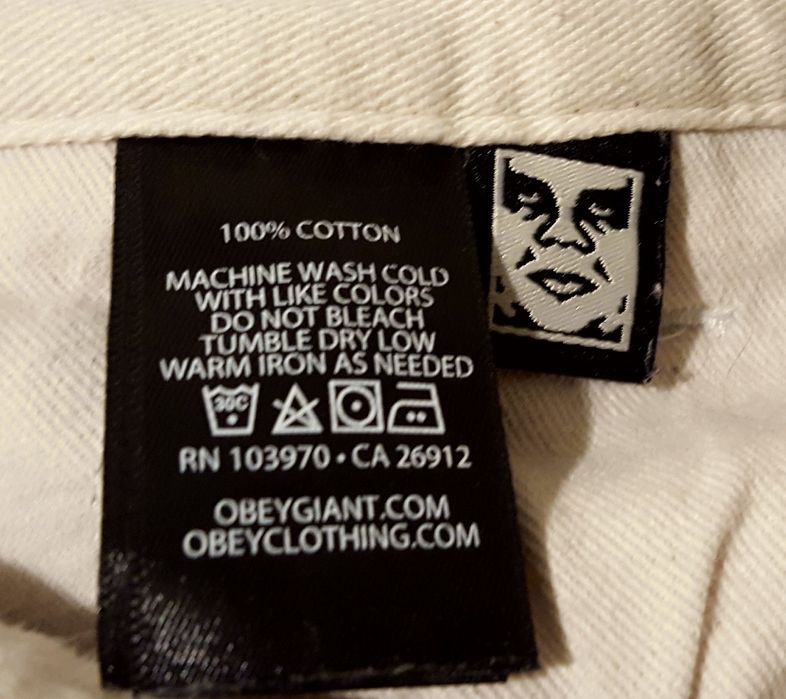 100% COTTON
MACHINE WASH COLD
WITH LIKE COLORS
DO NOT BLEACH
TUMBLE DRY LOW
WARM IRON AS NEEDED
30C
RN 103970 • CA 26912
OBEYGIANT.COM
OBEYCLOTHING.COM